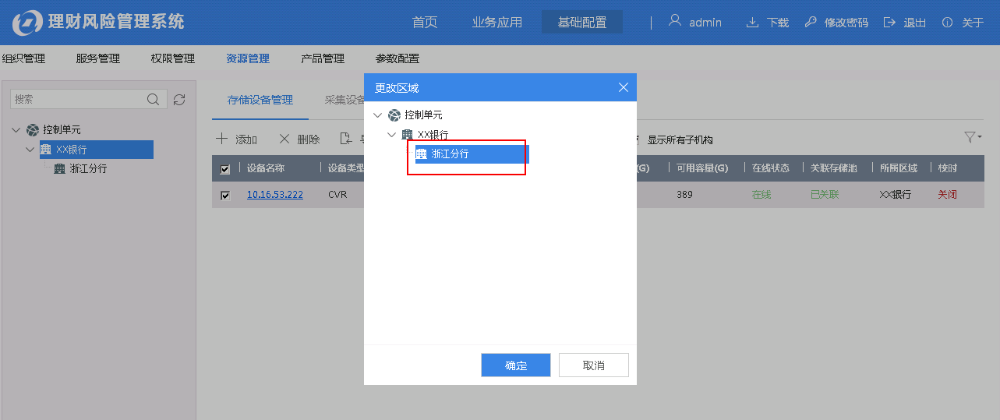 理财风险管理系统
首页 业务应用 基础配置 admin 下载 修改密码 退出 关于
组织管理 服务管理 权限管理 资源管理 产品管理 参数配置
搜索
控制单元
XX银行
浙江分行
存储设备管理 采集设备
添加 删除
显示所有子机构
设备名称 设备类型 (G) 可用容量(G) 在线状态 关联存储池 所属区域 校时
10.16.53.222 CVR 389 在线 已关联 XX银行 关闭
更改区域
控制单元
XX银行
浙江分行
确定 取消